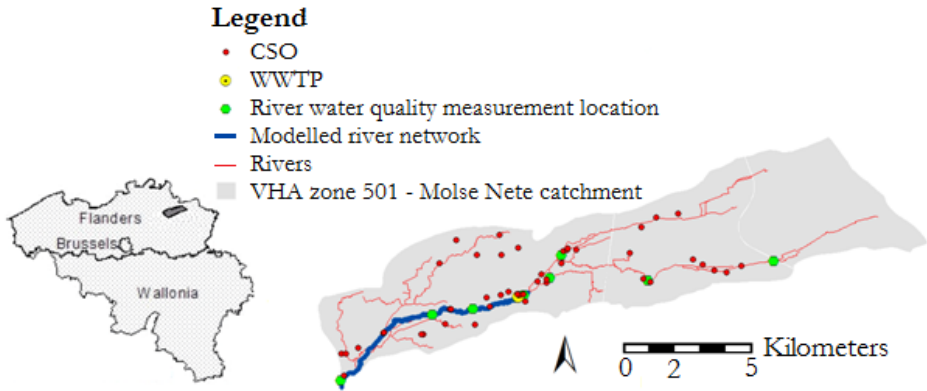 Legend
CSO
WWTP
River water quality measurement location
Modelled river network
Rivers
VHA zone 501 - Molse Nete catchment
Flanders
Brussels
Wallonia
Kilometers
0 2 5